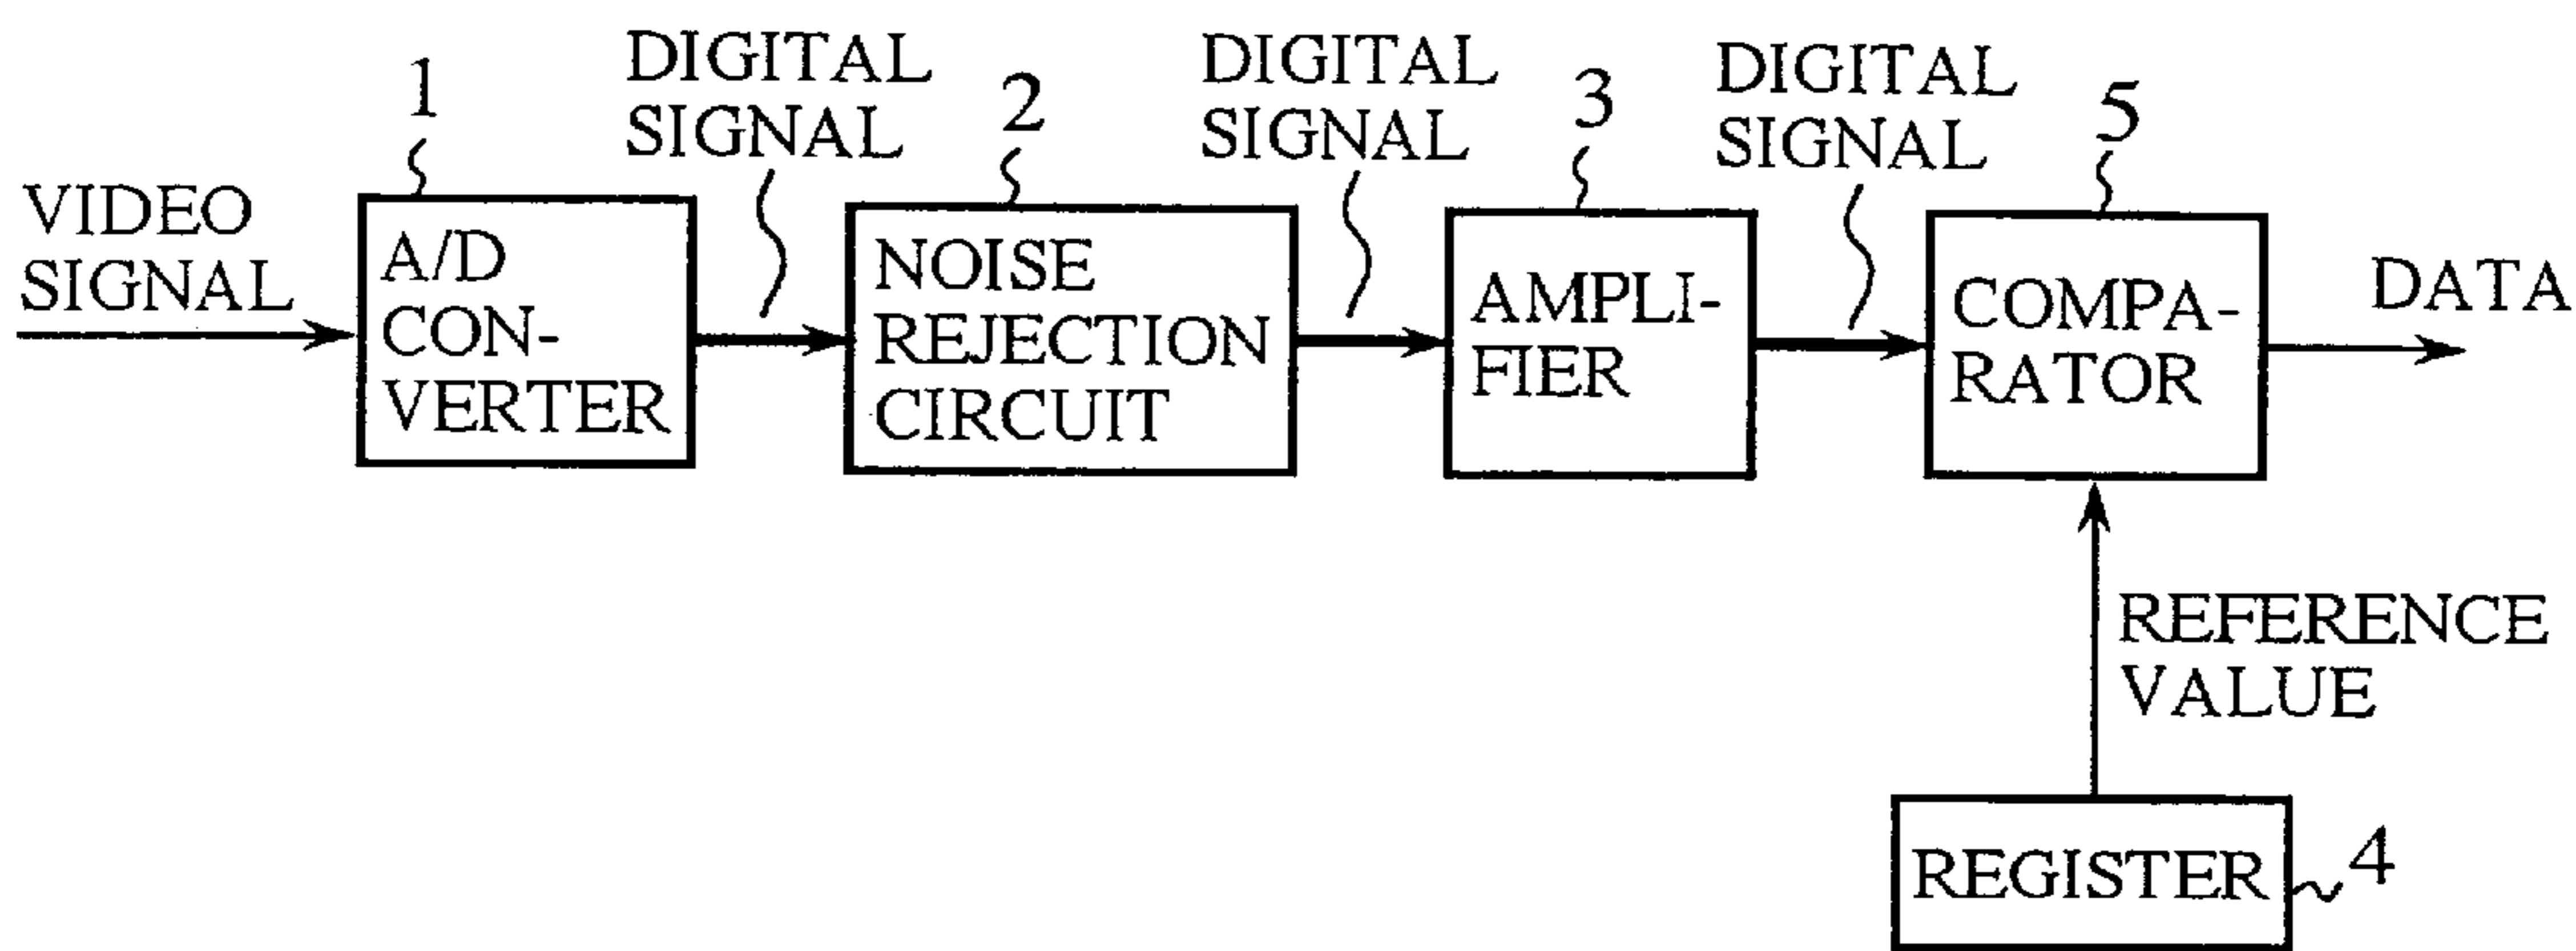 VIDEO
SIGNAL
1
A/D
CON-
VERTER
DIGITAL
SIGNAL
2
NOISE
REJECTION
CIRCUIT
DIGITAL
SIGNAL
3
AMPLI-
FIER
DIGITAL
SIGNAL
5
COMPA-
RATOR
DATA
REFERENCE
VALUE
REGISTER
4